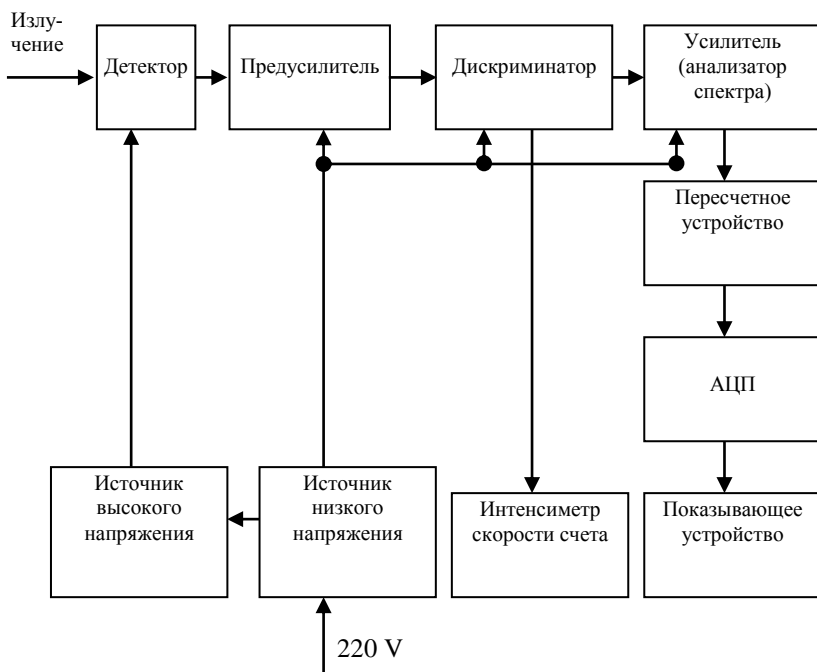 Излу-
чение
Детектор
Предусилитель
Дискриминатор
Усилитель
(анализатор
спектра)
Пересчетное
устройство
АЦП
Источник
высокого
напряжения
Источник
низкого
напряжения
Интенсиметр
скорости счета
Показывающее
устройство
220 V